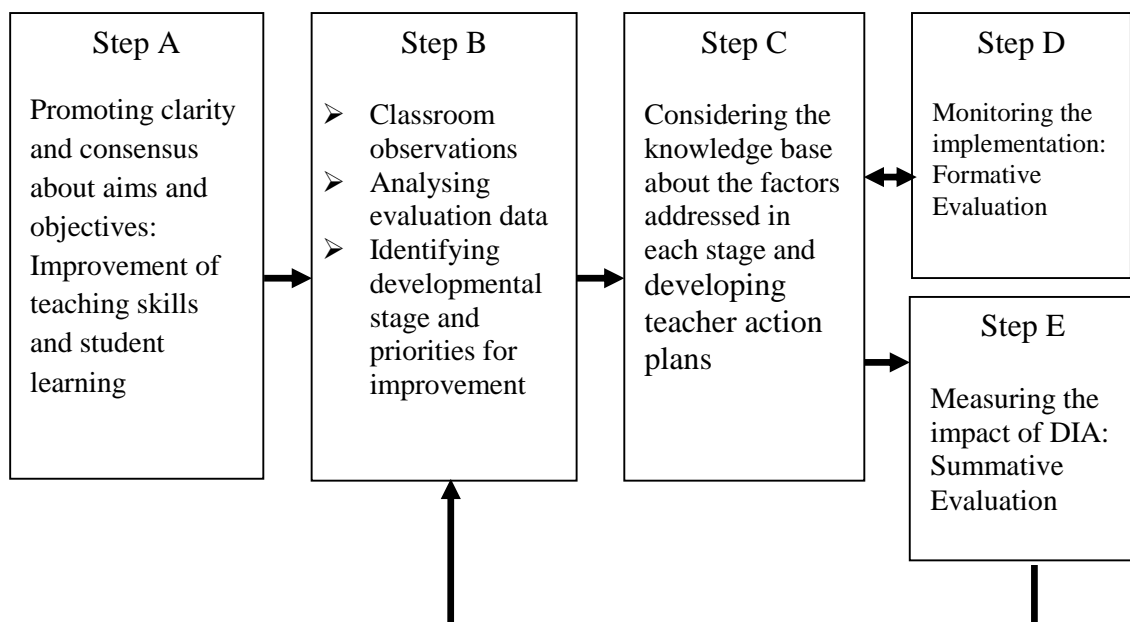 Step A
Promoting clarity
and consensus
about aims and
objectives:
Improvement of
teaching skills
and student
learning
Step B
➢ Classroom
observations
➢ Analysing
evaluation data
➢ Identifying
developmental
stage and
priorities for
improvement
Step C
Considering the
knowledge base
about the factors
addressed in
each stage and
developing
teacher action
plans
Step D
Monitoring the
implementation:
Formative
Evaluation
Step E
Measuring the
impact of DIA:
Summative
Evaluation